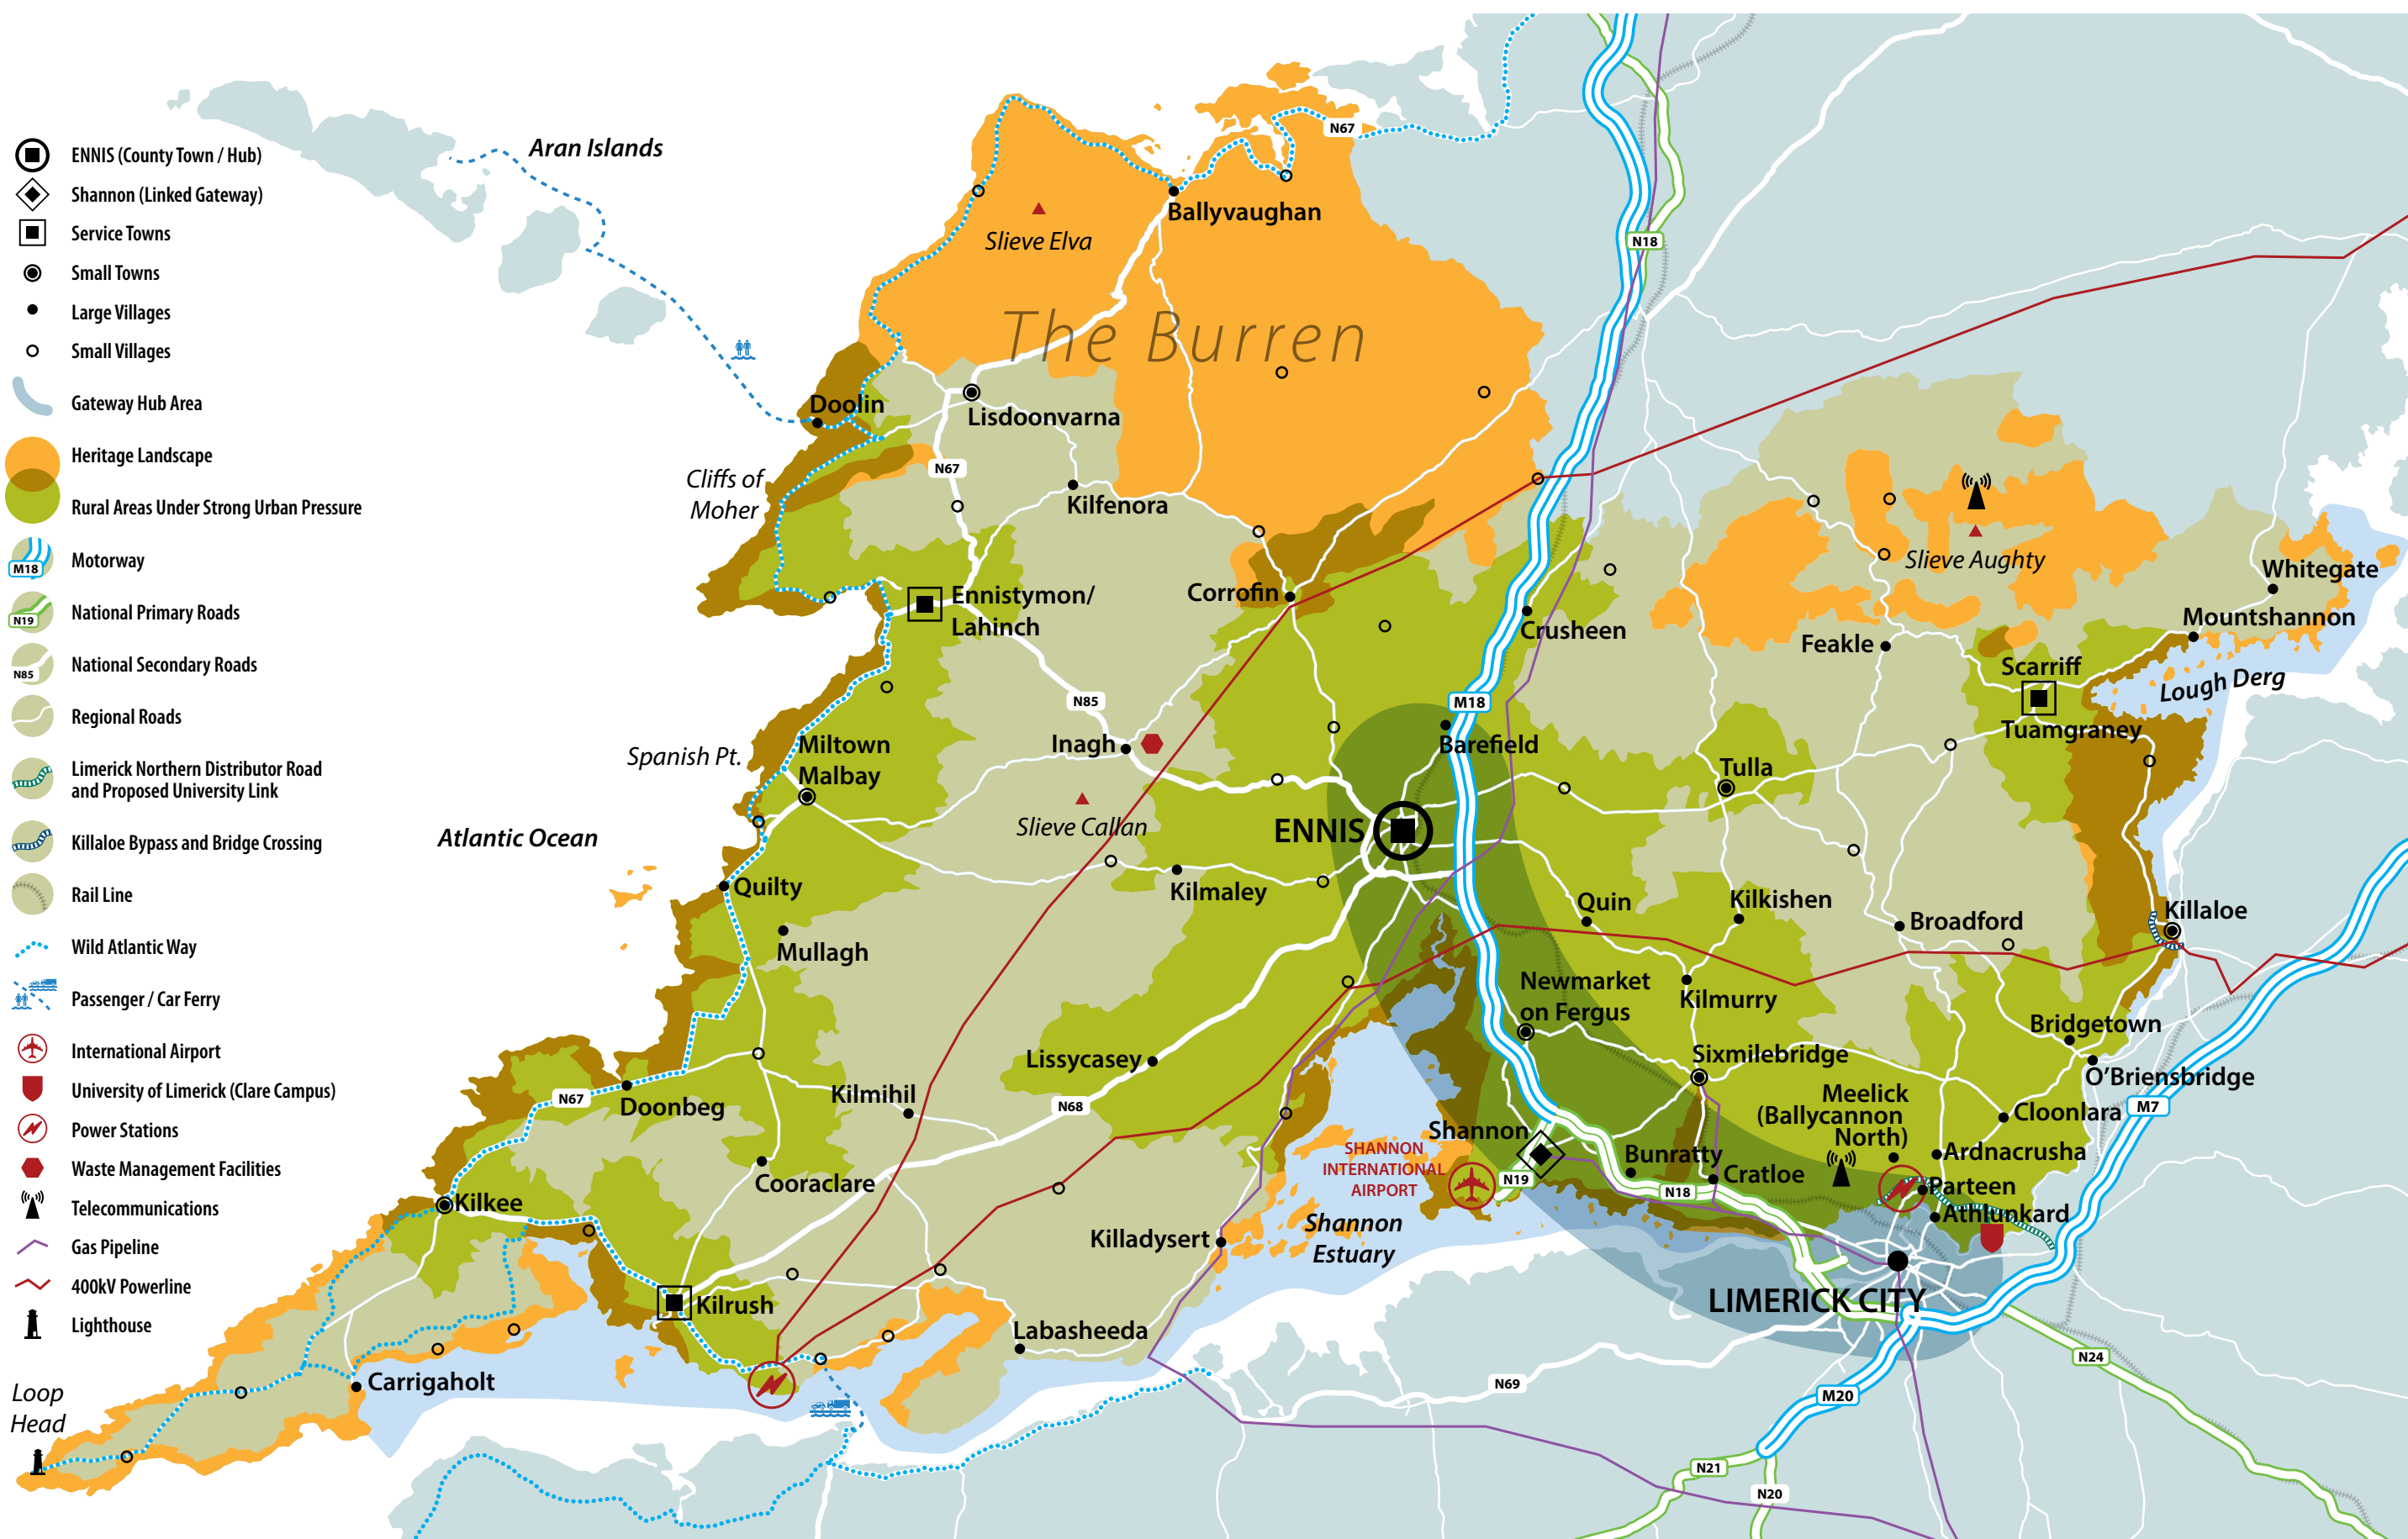 ENNIS (County Town / Hub)
Shannon (Linked Gateway)
Service Towns
Small Towns
Large Villages
Small Villages
Gateway Hub Area
Heritage Landscape
Rural Areas Under Strong Urban Pressure
M18
Motorway
N19
National Primary Roads
N85
National Secondary Roads
Regional Roads
Limerick Northern Distributor Road
and Proposed University Link
Killaloe Bypass and Bridge Crossing
Rail Line
Wild Atlantic Way
Passenger / Car Ferry
International Airport
University of Limerick (Clare Campus)
Power Stations
Waste Management Facilities
Telecommunications
Gas Pipeline
400kV Powerline
Lighthouse
Aran Islands
N67
Ballyvaughan
Slieve Elva
N18
The Burren
Doolin
Lisdoonvarna
N67
Cliffs of
Moher
Kilfenora
Slieve Aughty
Whitegate
Ennistymon/
Lahinch
Corrofin
Crusheen
Mountshannon
Feakle
Scarriff
Lough Derg
N85
M18
Tuamgraney
Miltown
Malbay
Spanish Pt.
Inagh
Barefield
Tulla
Slieve Callan
ENNIS
Atlantic Ocean
Quilty
Kilmaley
Quin
Kilkishen
Broadford
Killaloe
Mullagh
Newmarket
on Fergus
Kilmurry
Bridgetown
Lissycasey
Sixmilebridge
O'Briensbridge
N67
Doonbeg
Kilmihil
N68
Meelick
(Ballycannon
North)
Cloonlara
M7
Shannon
SHANNON
INTERNATIONAL
AIRPORT
Bunratty
Ardnacrusha
Cooraclare
N19
Cratloe
N18
Parteen
Kilkee
Athlunkard
Killadysert
Shannon
Estuary
Kilrush
LIMERICK CITY
Labasheeda
N24
Carrigaholt
N69
M20
Loop
Head
N21
N20